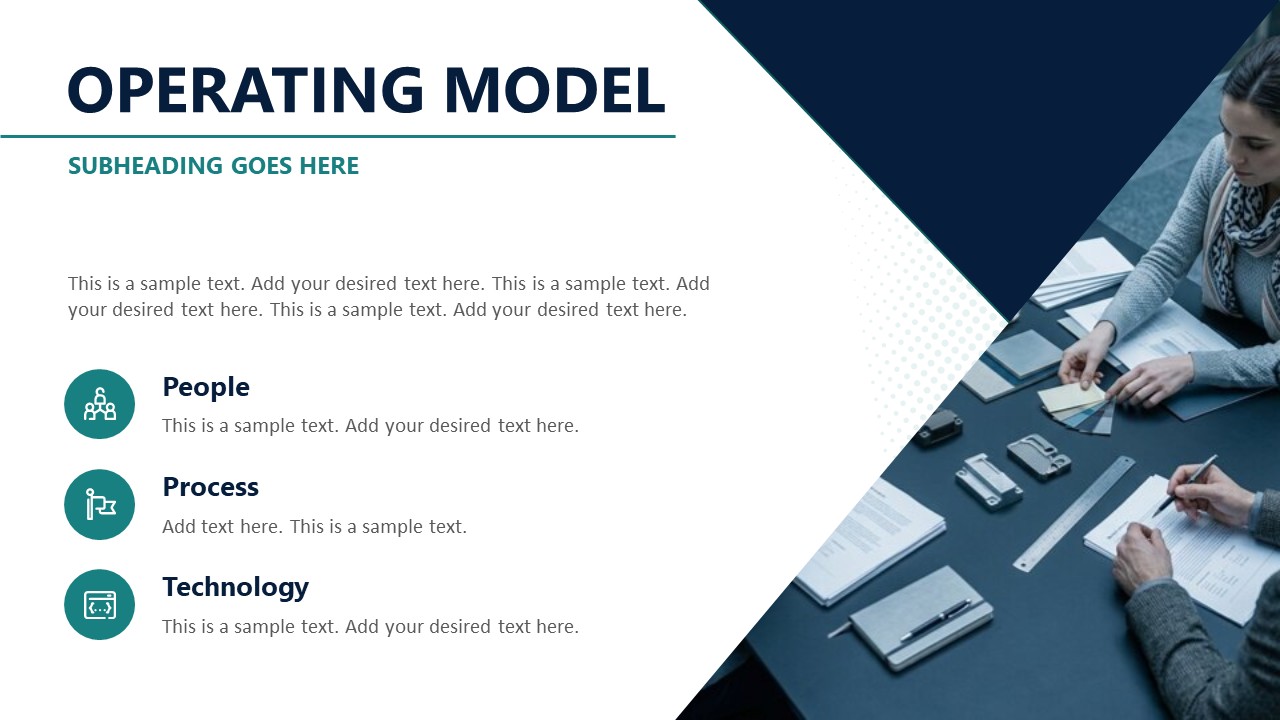 OPERATING MODEL
SUBHEADING GOES HERE
This is a sample text. Add your desired text here. This is a sample text. Add
your desired text here. This is a sample text. Add your desired text here.
People
This is a sample text. Add your desired text here.
Process
Add text here. This is a sample text.
Technology
This is a sample text. Add your desired text here.